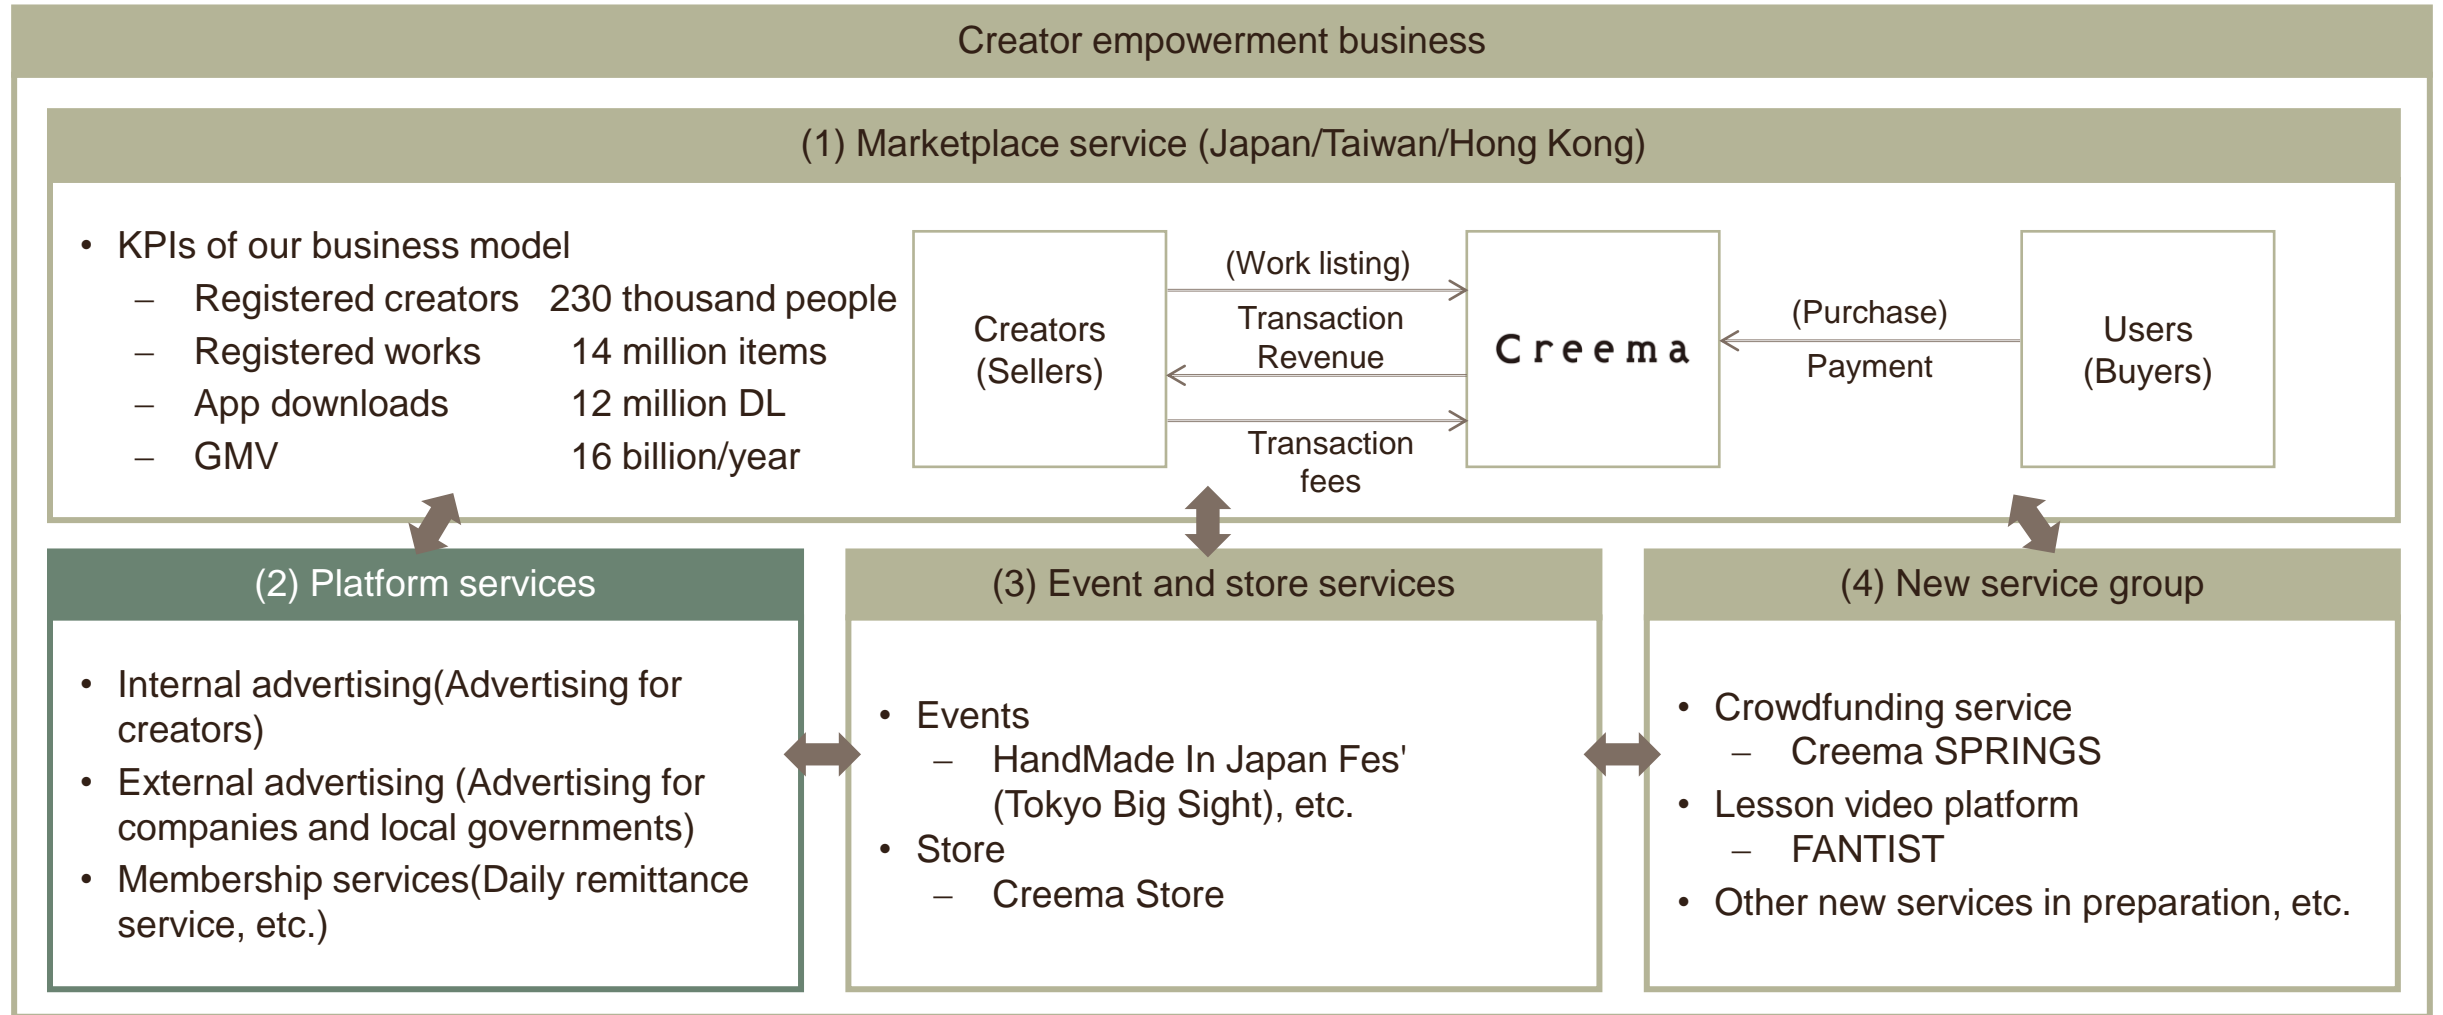 Creator empowerment business
(1) Marketplace service (Japan/Taiwan/Hong Kong)
• KPIs of our business model
– Registered creators 230 thousand people
– Registered works 14 million items
– App downloads 12 million DL
– GMV 16 billion/year
Creators
(Sellers)
(Work listing)
Transaction
Revenue
Transaction
fees
Creema
(Purchase)
Payment
Users
(Buyers)
(2) Platform services
• Internal advertising(Advertising for
creators)
• External advertising (Advertising for
companies and local governments)
• Membership services(Daily remittance
service, etc.)
(3) Event and store services
• Events
– HandMade In Japan Fes'
(Tokyo Big Sight), etc.
• Store
– Creema Store
(4) New service group
• Crowdfunding service
– Creema SPRINGS
• Lesson video platform
– FANTIST
• Other new services in preparation, etc.